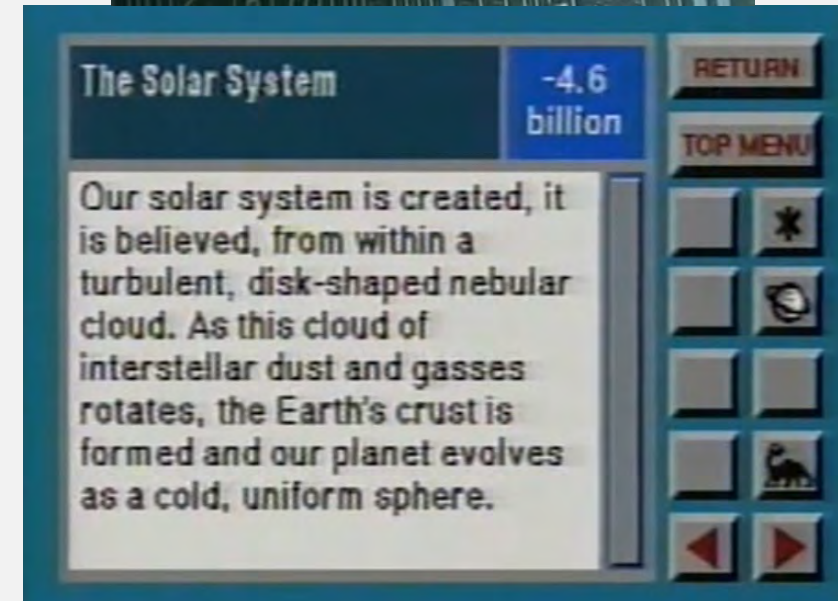 The Solar System
-4.6
billion
RETURN
TOP MENU
Our solar system is created, it
is believed, from within a
turbulent, disk-shaped nebular
cloud. As this cloud of
interstellar dust and gasses
rotates, the Earth's crust is
formed and our planet evolves
as a cold, uniform sphere.